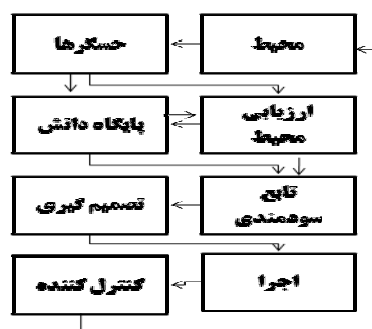 محیط
حسگرها
ارزیابی
محیط
پایگاه دانش
تابع
سودمندی
تصمیم گیری
اجرا
کنترل کننده